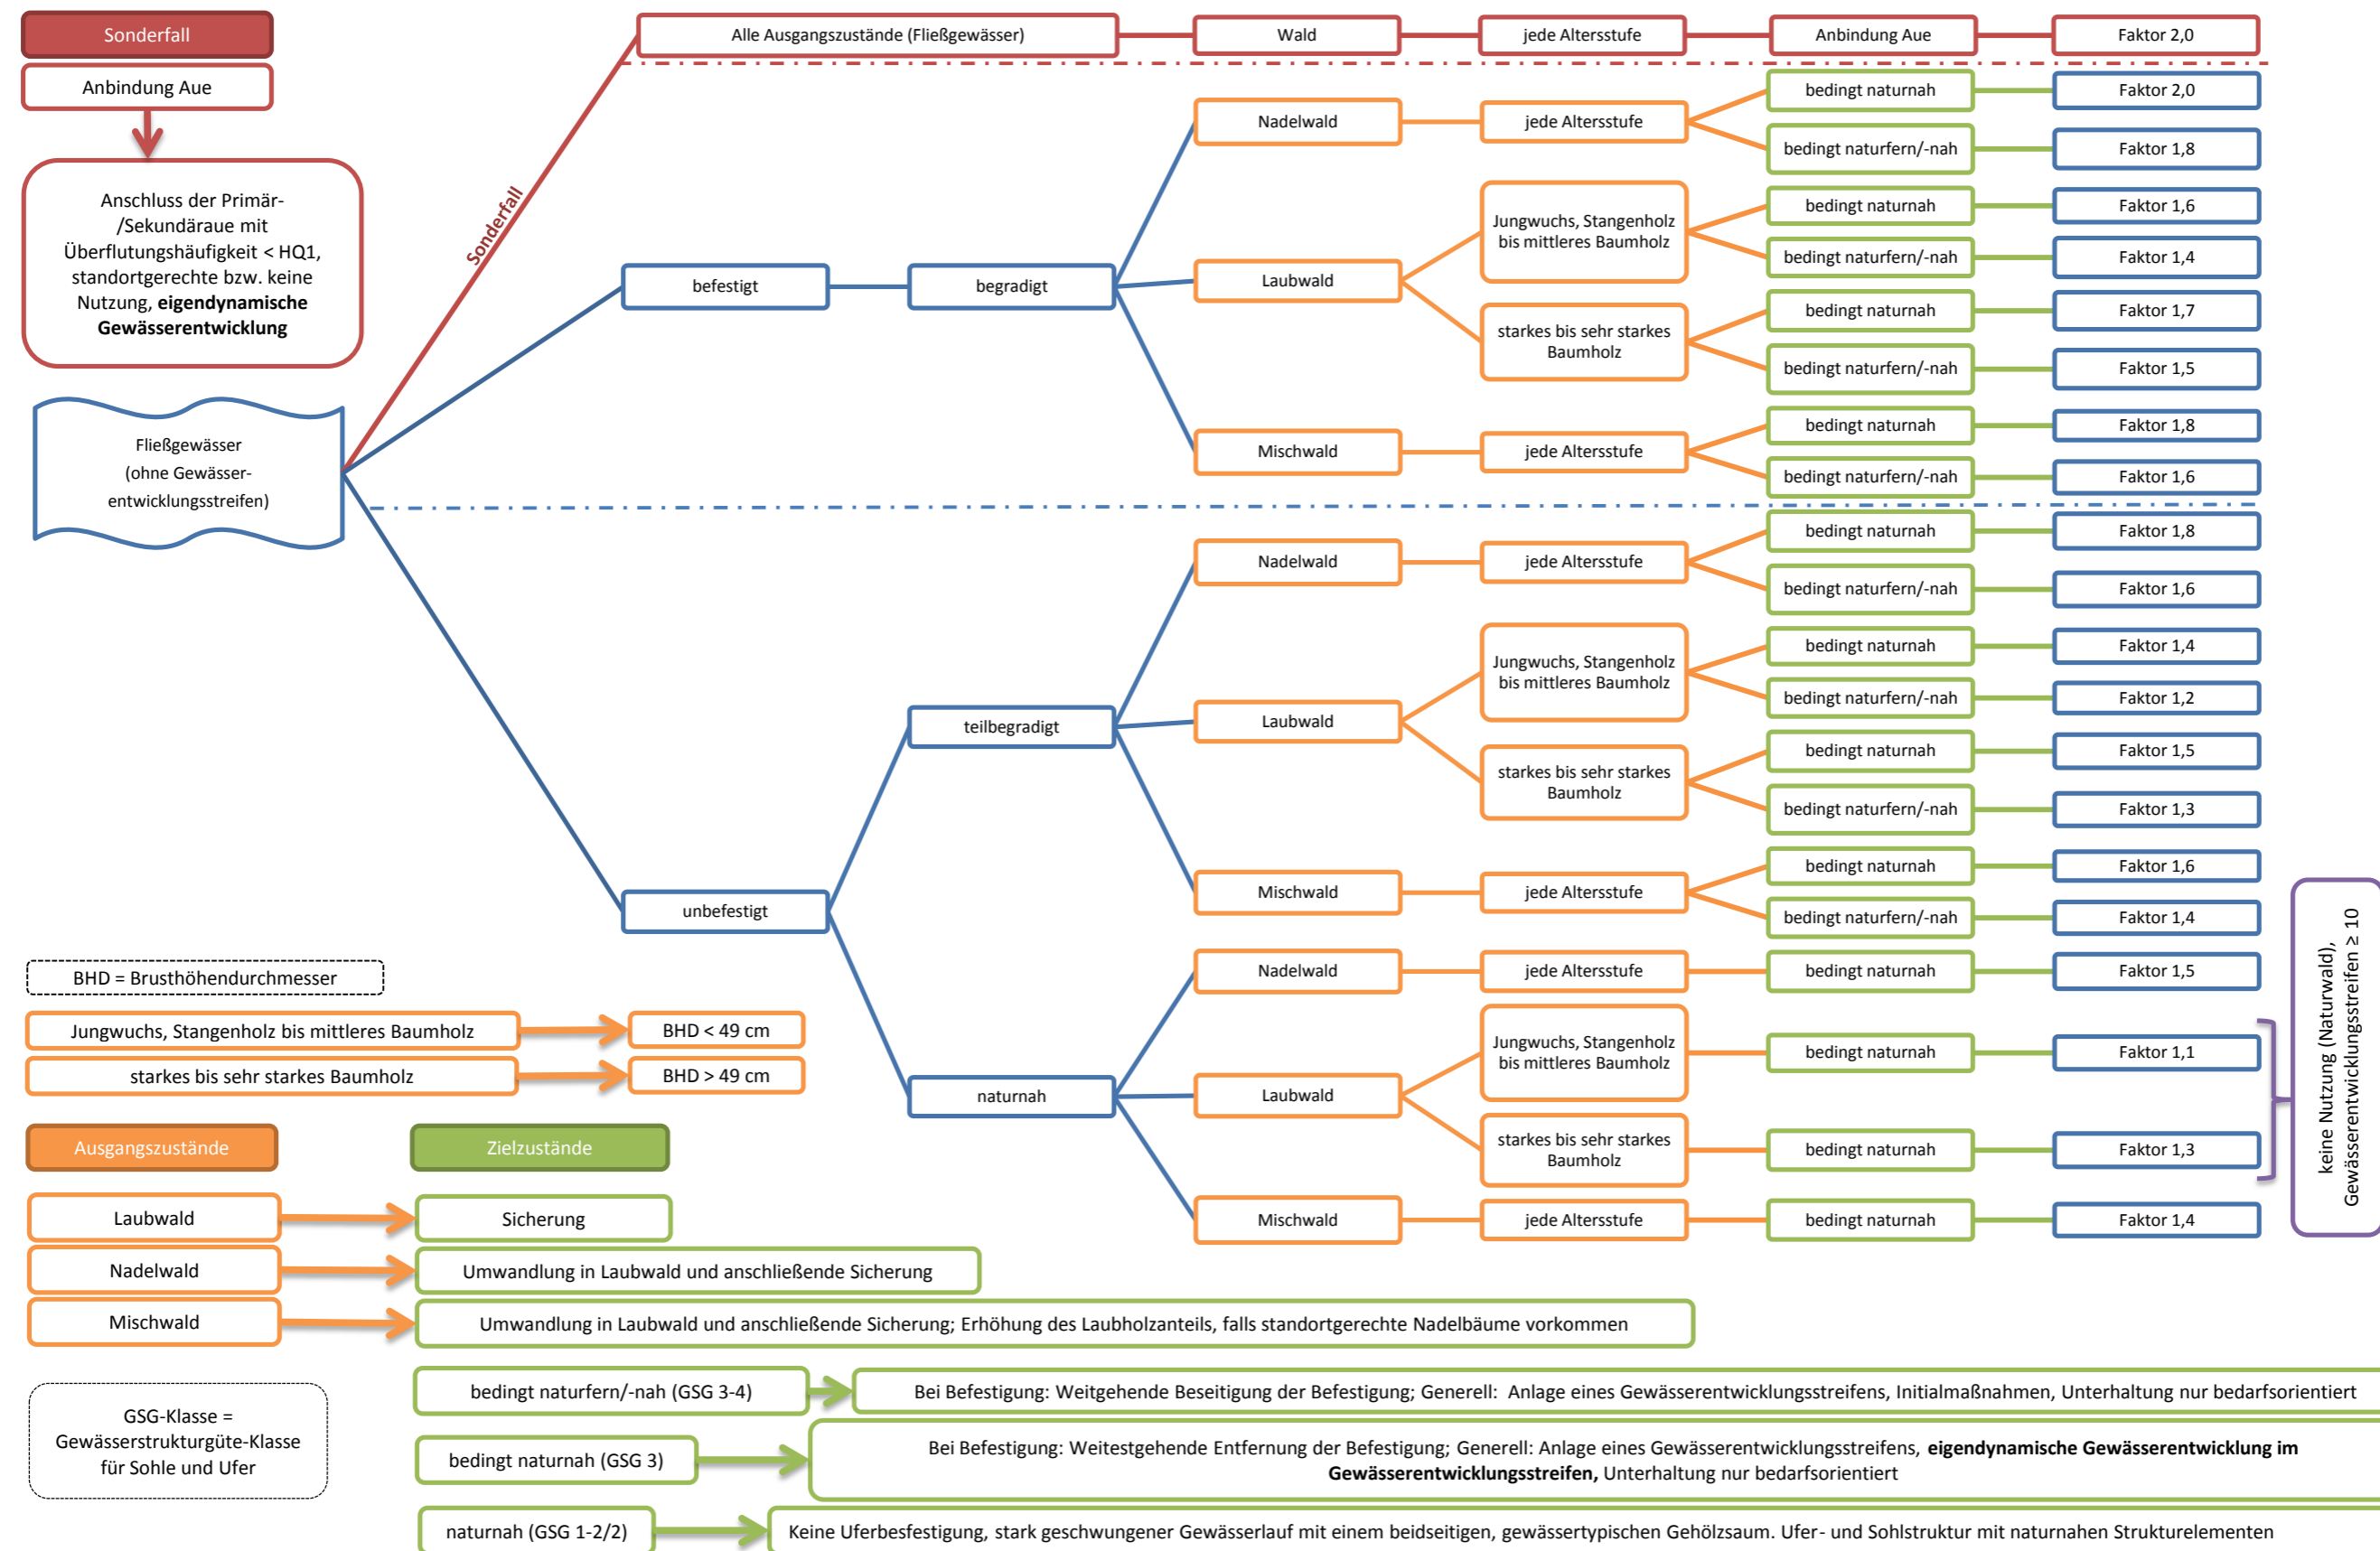 Sonderfall
Anbindung Aue
Anschluss der Primär-
/Sekundäraue mit
Überflutungshäufigkeit < HQ1,
standortgerechte bzw. keine
Nutzung, eigendynamische
Gewässerentwicklung
Fließgewässer
(ohne Gewässer-
entwicklungsstreifen)
Sonderfall
Alle Ausgangszustände (Fließgewässer)
Wald
jede Altersstufe
Anbindung Aue
Faktor 2,0
befestigt
begradigt
Nadelwald
jede Altersstufe
bedingt naturnah
Faktor 2,0
bedingt naturfern/-nah
Faktor 1,8
Laubwald
Jungwuchs, Stangenholz
bis mittleres Baumholz
bedingt naturnah
Faktor 1,6
bedingt naturfern/-nah
Faktor 1,4
starkes bis sehr starkes
Baumholz
bedingt naturnah
Faktor 1,7
bedingt naturfern/-nah
Faktor 1,5
Mischwald
jede Altersstufe
bedingt naturnah
Faktor 1,8
bedingt naturfern/-nah
Faktor 1,6
unbefestigt
teilbegradigt
Nadelwald
jede Altersstufe
bedingt naturnah
Faktor 1,8
bedingt naturfern/-nah
Faktor 1,6
Laubwald
Jungwuchs, Stangenholz
bis mittleres Baumholz
bedingt naturnah
Faktor 1,4
bedingt naturfern/-nah
Faktor 1,2
starkes bis sehr starkes
Baumholz
bedingt naturnah
Faktor 1,5
bedingt naturfern/-nah
Faktor 1,3
Mischwald
jede Altersstufe
bedingt naturnah
Faktor 1,6
bedingt naturfern/-nah
Faktor 1,4
naturnah
Nadelwald
jede Altersstufe
bedingt naturnah
Faktor 1,5
Laubwald
Jungwuchs, Stangenholz
bis mittleres Baumholz
bedingt naturnah
Faktor 1,1
starkes bis sehr starkes
Baumholz
bedingt naturnah
Faktor 1,3
Mischwald
jede Altersstufe
bedingt naturnah
Faktor 1,4
keine Nutzung (Naturwald),
Gewässerentwicklungsstreifen ≥ 10
BHD = Brusthöhendurchmesser
Jungwuchs, Stangenholz bis mittleres Baumholz
BHD < 49 cm
starkes bis sehr starkes Baumholz
BHD > 49 cm
Ausgangszustände
Zielzustände
Laubwald
Sicherung
Nadelwald
Umwandlung in Laubwald und anschließende Sicherung
Mischwald
Umwandlung in Laubwald und anschließende Sicherung; Erhöhung des Laubholzanteils, falls standortgerechte Nadelbäume vorkommen
GSG-Klasse =
Gewässerstrukturgüte-Klasse
für Sohle und Ufer
bedingt naturfern/-nah (GSG 3-4)
Bei Befestigung: Weitgehende Beseitigung der Befestigung; Generell: Anlage eines Gewässerentwicklungsstreifens, Initialmaßnahmen, Unterhaltung nur bedarfsorientiert
bedingt naturnah (GSG 3)
Bei Befestigung: Weitestgehende Entfernung der Befestigung; Generell: Anlage eines Gewässerentwicklungsstreifens, eigendynamische Gewässerentwicklung im
Gewässerentwicklungsstreifen, Unterhaltung nur bedarfsorientiert
naturnah (GSG 1-2/2)
Keine Uferbesfestigung, stark geschwungener Gewässerlauf mit einem beidseitigen, gewässertypischen Gehölzsaum. Ufer- und Sohlstruktur mit naturnahen Strukturelementen